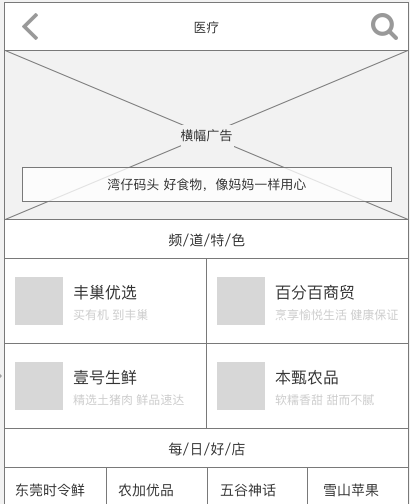 医疗
横幅广告
湾仔码头 好食物，像妈妈一样用心
频/道/特/色
丰巢优选
买有机 到丰巢
百分百商贸
烹享愉悦生活 健康保证
壹号生鲜
精选土猪肉 鲜品速达
本甄农品
软糯香甜 甜而不腻
每/日/好/店
东莞时令鲜
农加优品
五谷神话
雪山苹果